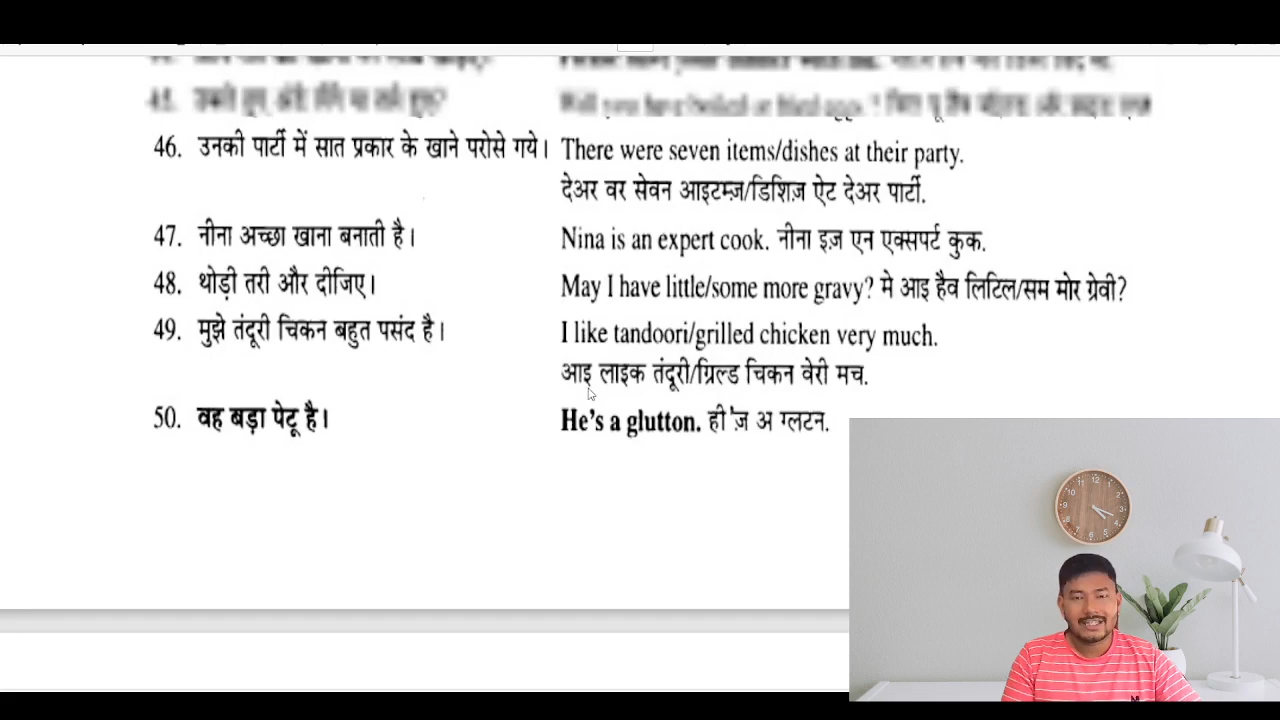 46. उनकी पार्टी में सात प्रकार के खाने परोसे गये। There were seven items/dishes at their party.
देअर वर सेवन आइटम्ज़/डिशिज़ ऐट देअर पार्टी.
47. नीना अच्छा खाना बनाती है। Nina is an expert cook. नीना इज़ एन एक्सपर्ट कुक.
48. थोड़ी तरी और दीजिए। May I have little/some more gravy? मे आइ हैव लिटिल/सम मोर ग्रेवी?
49. मुझे तंदूरी चिकन बहुत पसंद है। I like tandoori/grilled chicken very much.
आइ लाइक तंदूरी/ग्रिल्ड चिकन वेरी मच.
50. वह बड़ा पेटू है। He's a glutton. ही'ज़ अ ग्लटन.